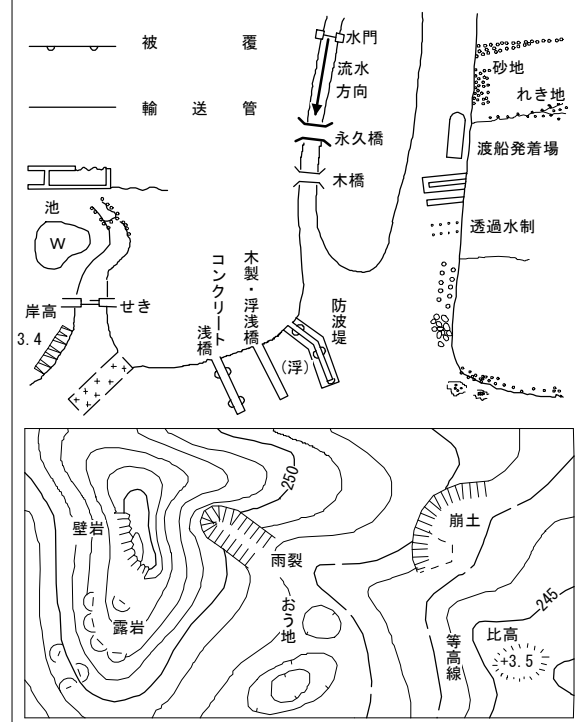 被覆
輸送管
水門
流水
方向
永久橋
木橋
砂地
れき地
渡船発着場
透過水制
池
W
岸高
3.4
せき
コンクリート
浅橋
木製・浮浅橋
(浮)
防波堤
250
壁岩
露岩
雨裂
おう地
崩土
等高線
245
比高
+3.5